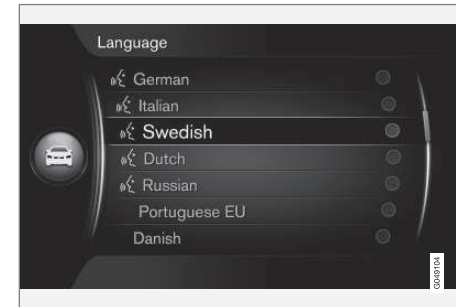 Language
German
Italian
Swedish
Dutch
Russian
Portuguese EU
Danish
G049104